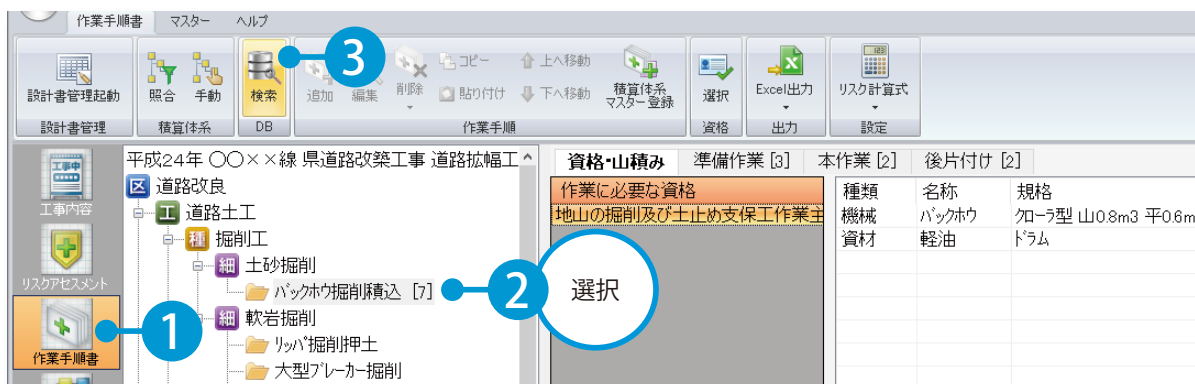 作業手順書 マスター ヘルプ
3
設計書管理起動 照合 手動 検索 追加 編集 削除 コピー 貼り付け 上へ移動 下へ移動 積算体系マスター登録 選択 Excel出力 リスク計算式
設計書管理 積算体系 DB 作業手順 資格 出力 設定
工事中
工事内容
リスクアセスメント
作業手順書
1
平成24年 〇〇××線 県道路改築工事 道路拡幅工
区 道路改良
工 道路土工
種 掘削工
細 土砂掘削
バックホウ掘削積込 [7]
2 選択
細 軟岩掘削
リッパ掘削押土
大型ブレーカー掘削
資格・山積み 準備作業 [3] 本作業 [2] 後片付け [2]
作業に必要な資格
地山の掘削及び土止め支保工作業主
種類 名称 規格
機械 バックホウ クローラ型 山0.8m3 平0.6m
資材 軽油 ドラム